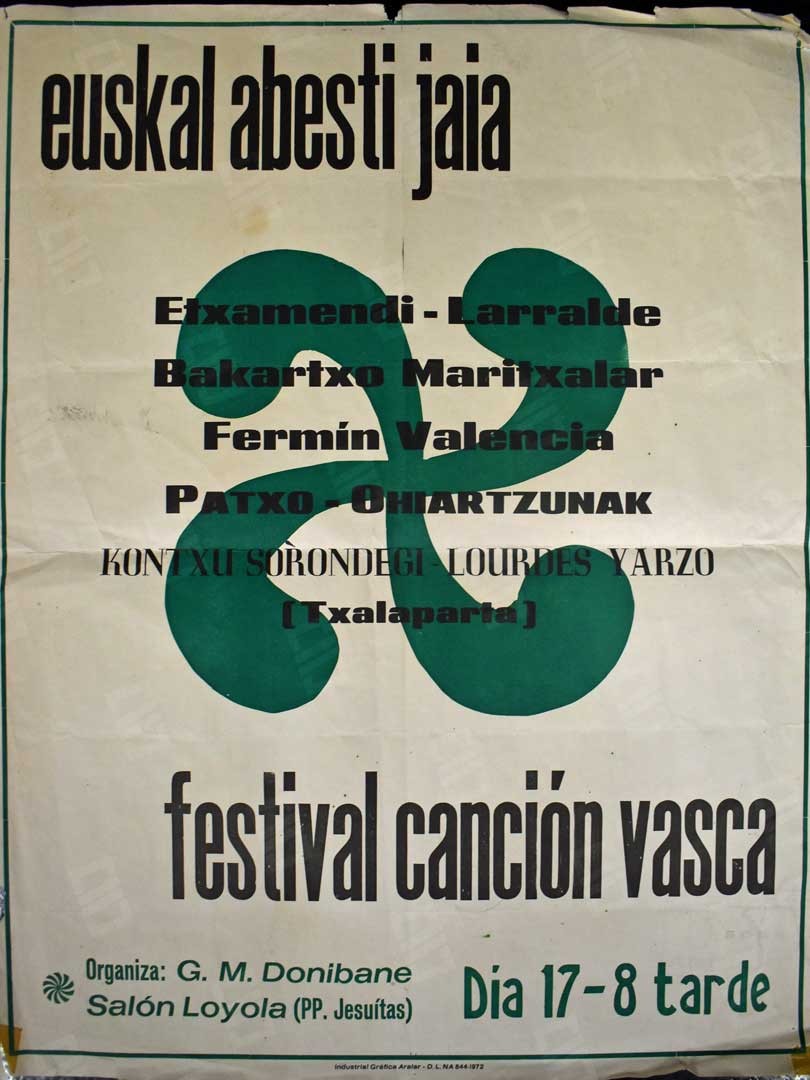 euskal abesti jaia
Etxamendi - Larralde
Bakartxo Maritxalar
Fermín Valencia
PATXO - OHIARTZUNAK
KONTXU SORONDEGI - LOURDES YARZO
(Txalaparta)
festival canción vasca
Organiza: G. M. Donibane
Salón Loyola (PP. Jesuítas)
Día 17-8 tarde
Industrial Gráfica Aralar - D. L. NA 844-1972